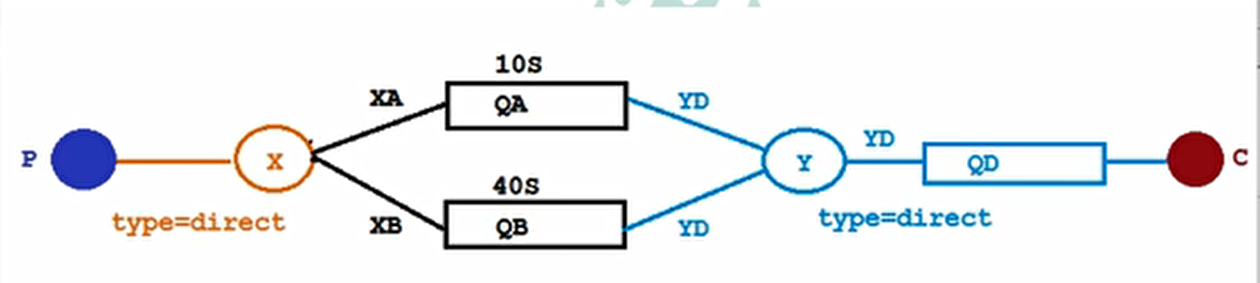 10S
XA
QA
YD
P
X
Y
YD
QD
C
type=direct
40S
type=direct
XB
QB
YD